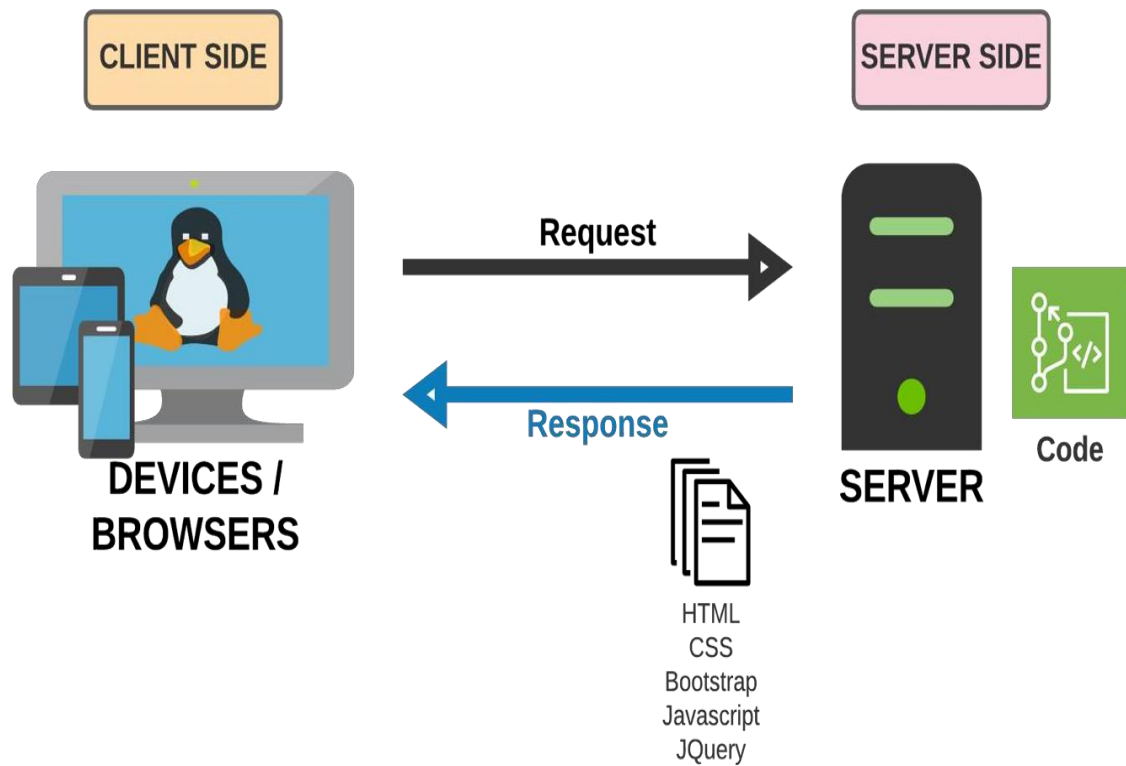 CLIENT SIDE
SERVER SIDE
Request
Response
</>
Code
DEVICES /
BROWSERS
SERVER
HTML
CSS
Bootstrap
Javascript
JQuery